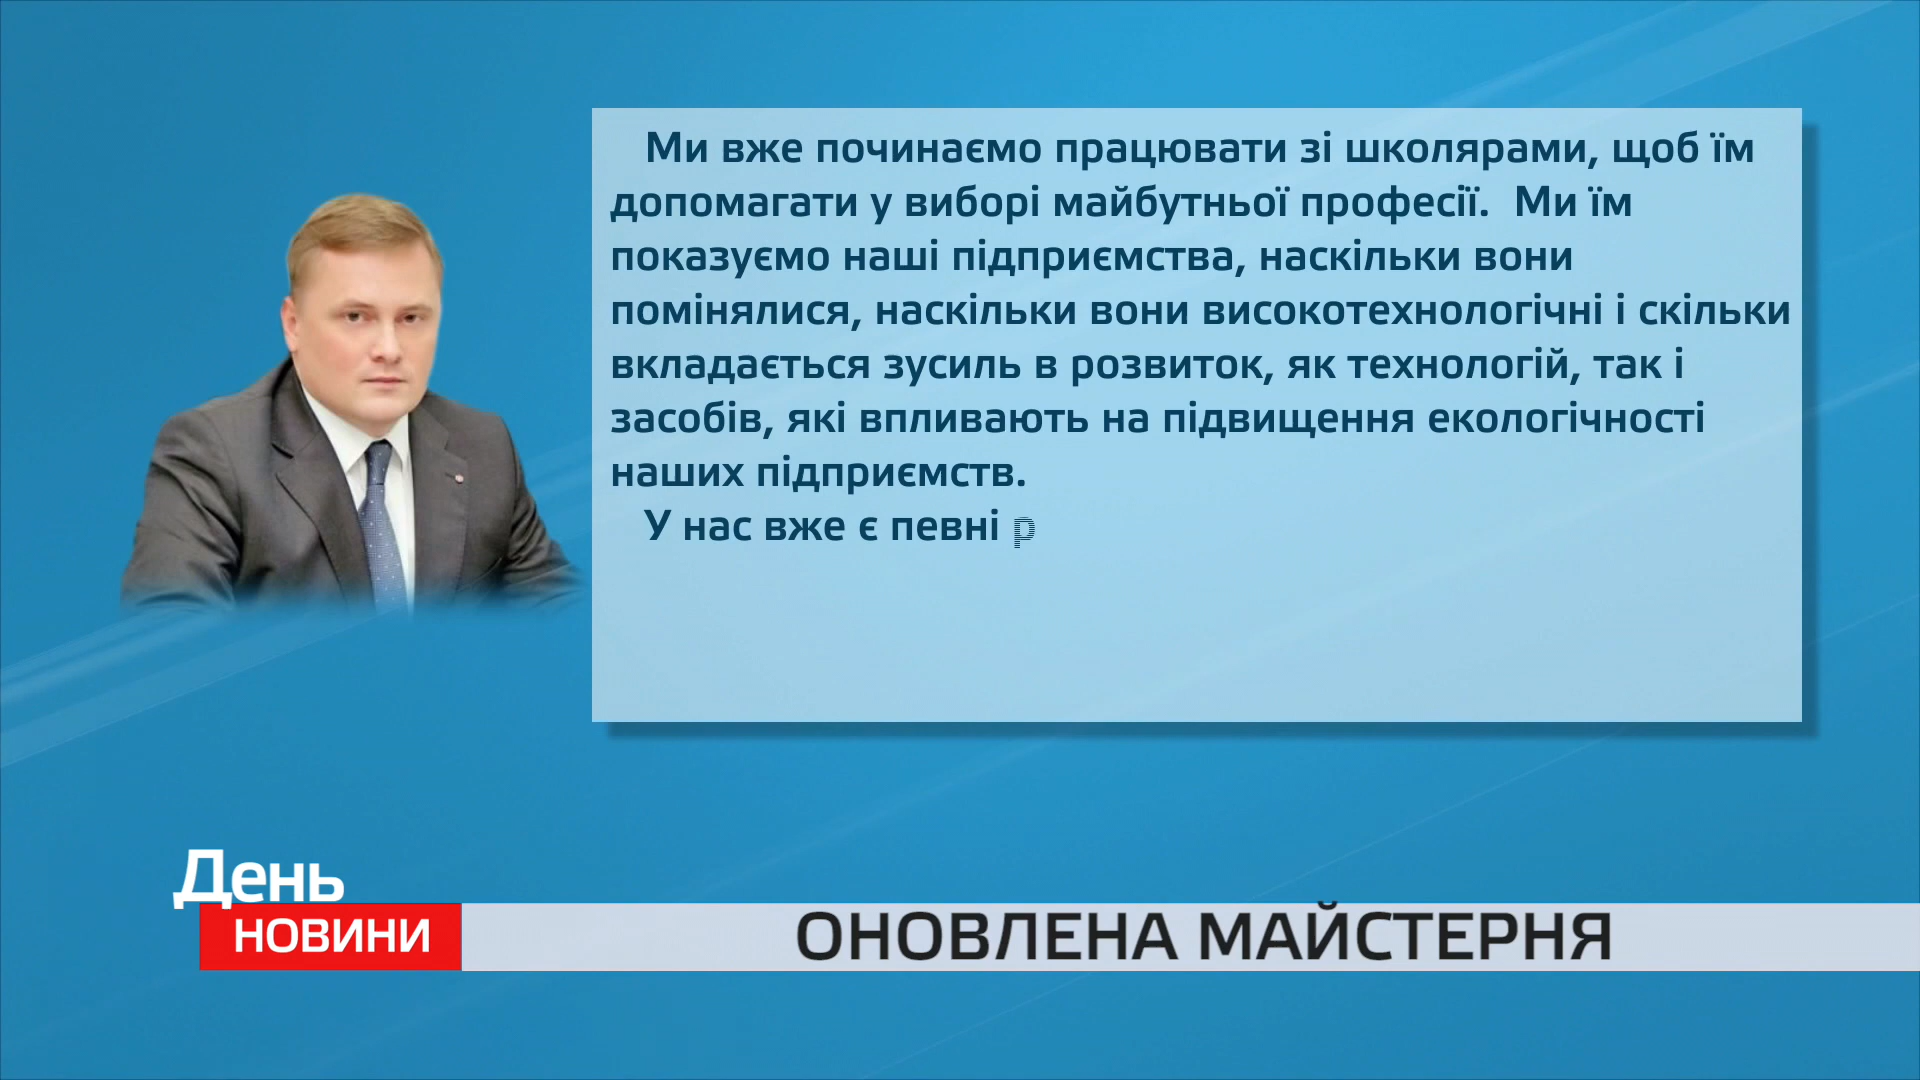 Ми вже починаємо працювати зі школярами, щоб їм
допомагати у виборі майбутньої професії. Ми їм
показуємо наші підприємства, наскільки вони
помінялися, наскільки вони високотехнологічні і скільки
вкладається зусиль в розвиток, як технологій, так і
засобів, які впливають на підвищення екологічності
наших підприємств.
У нас вже є певні р
День
НОВИНИ
ОНОВЛЕНА МАЙСТЕРНЯ